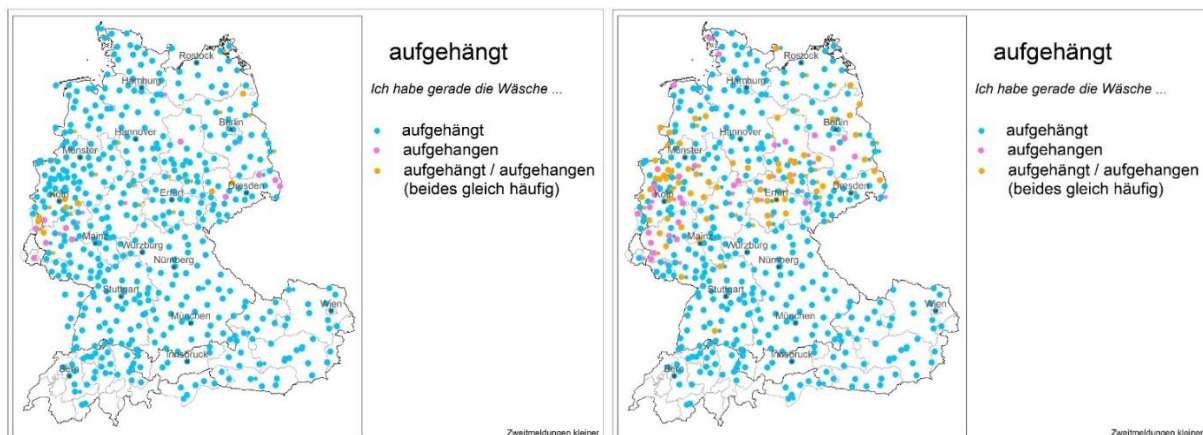 Rostock
Hamburg
Berlin
Hannover
Münster
Köln
Erfurt
Dresden
Mainz
Würzburg
Nürnberg
Stuttgart
Wien
München
Innsbruck
Bern
aufgehängt
Ich habe gerade die Wäsche ...
aufgehängt
aufgehangen
aufgehängt / aufgehangen
(beides gleich häufig)
Zweitmeldungen kleiner
Rostock
Hamburg
Berlin
Hannover
Münster
Köln
Erfurt
Dresden
Mainz
Würzburg
Nürnberg
Stuttgart
Wien
München
Innsbruck
Bern
aufgehängt
Ich habe gerade die Wäsche ...
aufgehängt
aufgehangen
aufgehängt / aufgehangen
(beides gleich häufig)
Zweitmeldungen kleiner